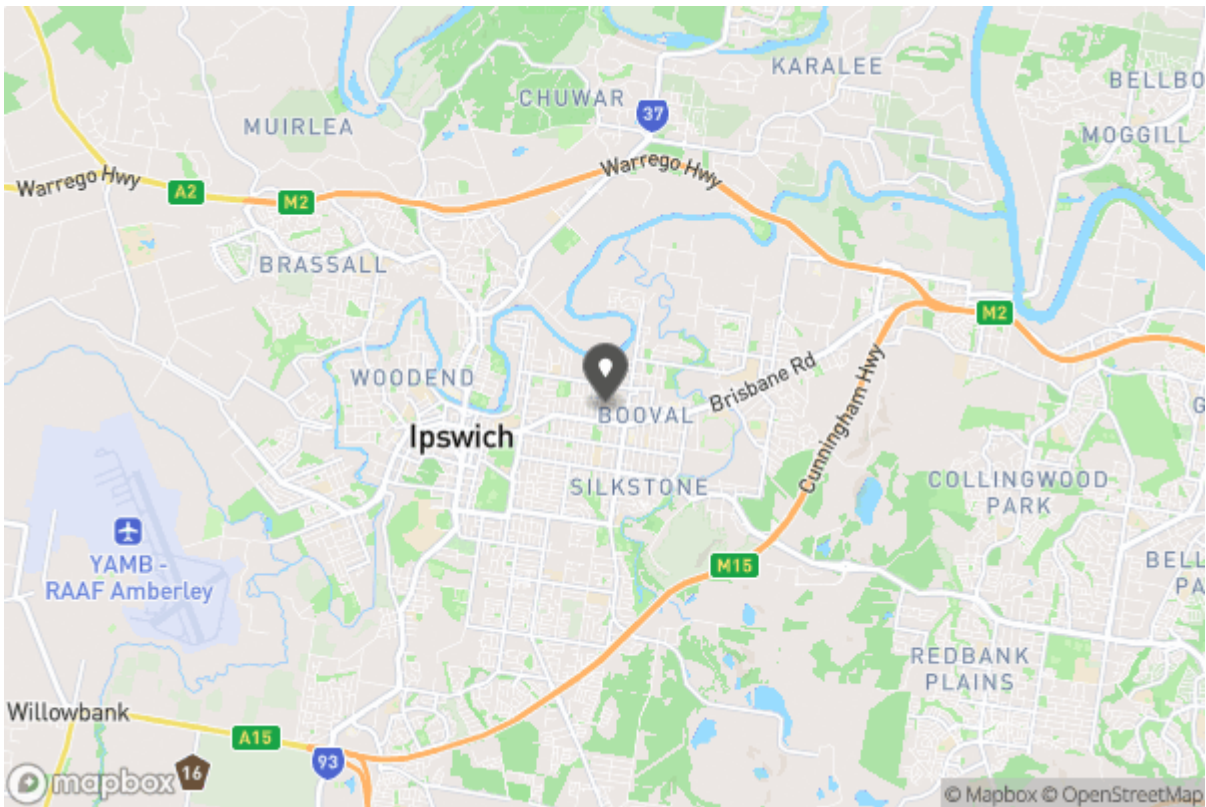 KARALEE
BELLBO
CHUWAR
37
MUIRLEA
MOGGILL
Warrego Hwy
Warrego Hwy
A2
M2
BRASSALL
M2
WOODEND
Brisbane Rd
BOOVAL
Ipswich
Cunningham Hwy
G
SILKSTONE
COLLINGWOOD
PARK
YAMB -
RAAF Amberley
M15
BELL
PA
REDBANK
PLAINS
Willowbank
A15
93
16
mapbox
© Mapbox © OpenStreetMap